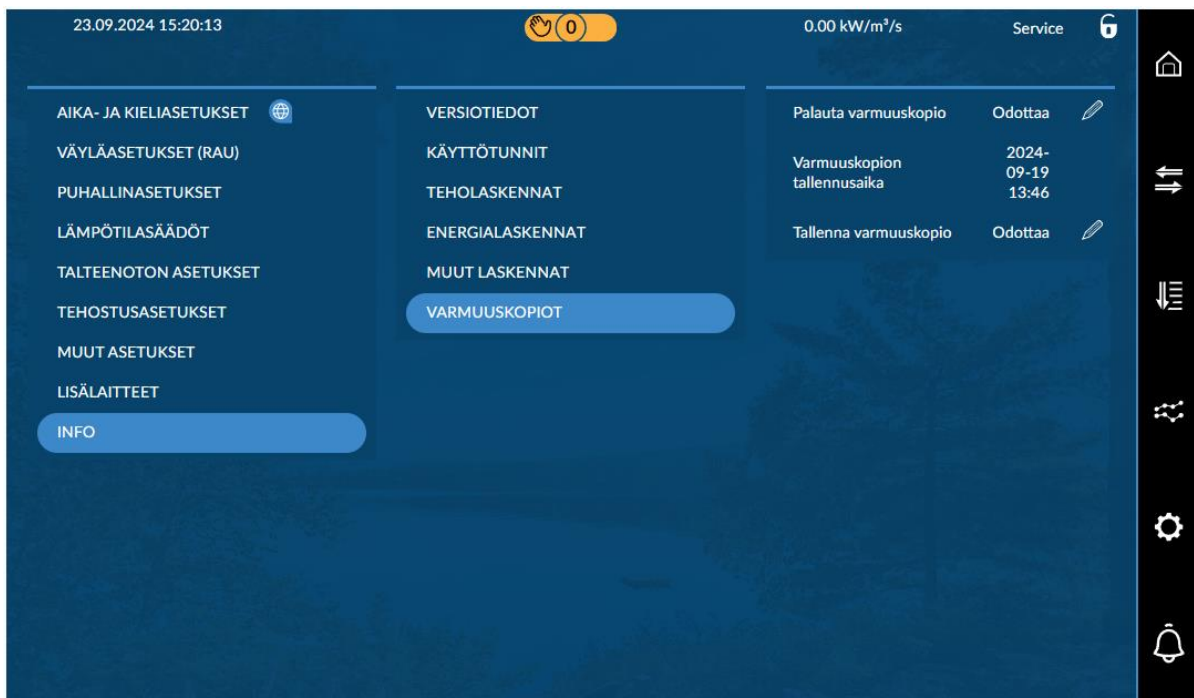 23.09.2024 15:20:13
0
0.00 kW/m³/s
Service
AIKA- JA KIELIASETUKSET
VÄYLÄASETUKSET (RAU)
PUHALLINASETUKSET
LÄMPÖTILASÄÄDÖT
TALTEENOTON ASETUKSET
TEHOSTUSASETUKSET
MUUT ASETUKSET
LISÄLAITTEET
INFO
VERSIOTIEDOT
KÄYTTÖTUNNIT
TEHOLASKENNAT
ENERGIALASKENNAT
MUUT LASKENNAT
VARMUUSKOPIOT
Palauta varmuuskopio
Odottaa
Varmuuskopion
tallennusaika
2024-
09-19
13:46
Tallenna varmuuskopio
Odottaa